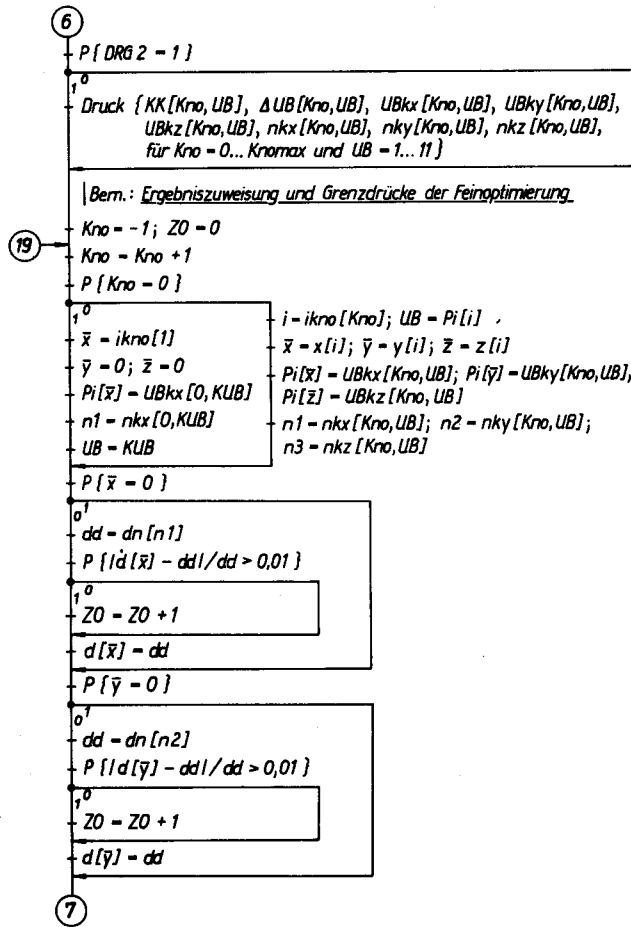 6
P{DRG 2 = 1}
1 0
Druck {KK[Kno, UB], ΔUB[Kno, UB], UBkx[Kno, UB], UBky[Kno, UB],
UBkz[Kno, UB], nkx[Kno, UB], nky[Kno, UB], nkz[Kno, UB],
für Kno = 0... Knomax und UB = 1... 11}
Bem.: Ergebniszuweisung und Grenzdrücke der Feinoptimierung
Kno = -1; ZO = 0
19
Kno = Kno + 1
P{Kno = 0}
1 0
x̄ = ikno[1]
ȳ = 0; z̄ = 0
Pi[x̄] = UBkx[0, KUB]
n1 = nkx[0, KUB]
UB = KUB
i = ikno[Kno]; UB = Pi[i]
x̄ = x[i]; ȳ = y[i]; z̄ = z[i]
Pi[x̄] = UBkx[Kno, UB]; Pi[ȳ] = UBky[Kno, UB],
Pi[z̄] = UBkz[Kno, UB]
n1 = nkx[Kno, UB]; n2 = nky[Kno, UB];
n3 = nkz[Kno, UB]
P{x̄ = 0}
0 1
dd = dn[n1]
P{|d[x̄] - dd|/dd > 0,01}
1 0
ZO = ZO + 1
d[x̄] = dd
P{ȳ = 0}
0 1
dd = dn[n2]
P{|d[ȳ] - dd|/dd > 0,01}
1 0
ZO = ZO + 1
d[ȳ] = dd
7